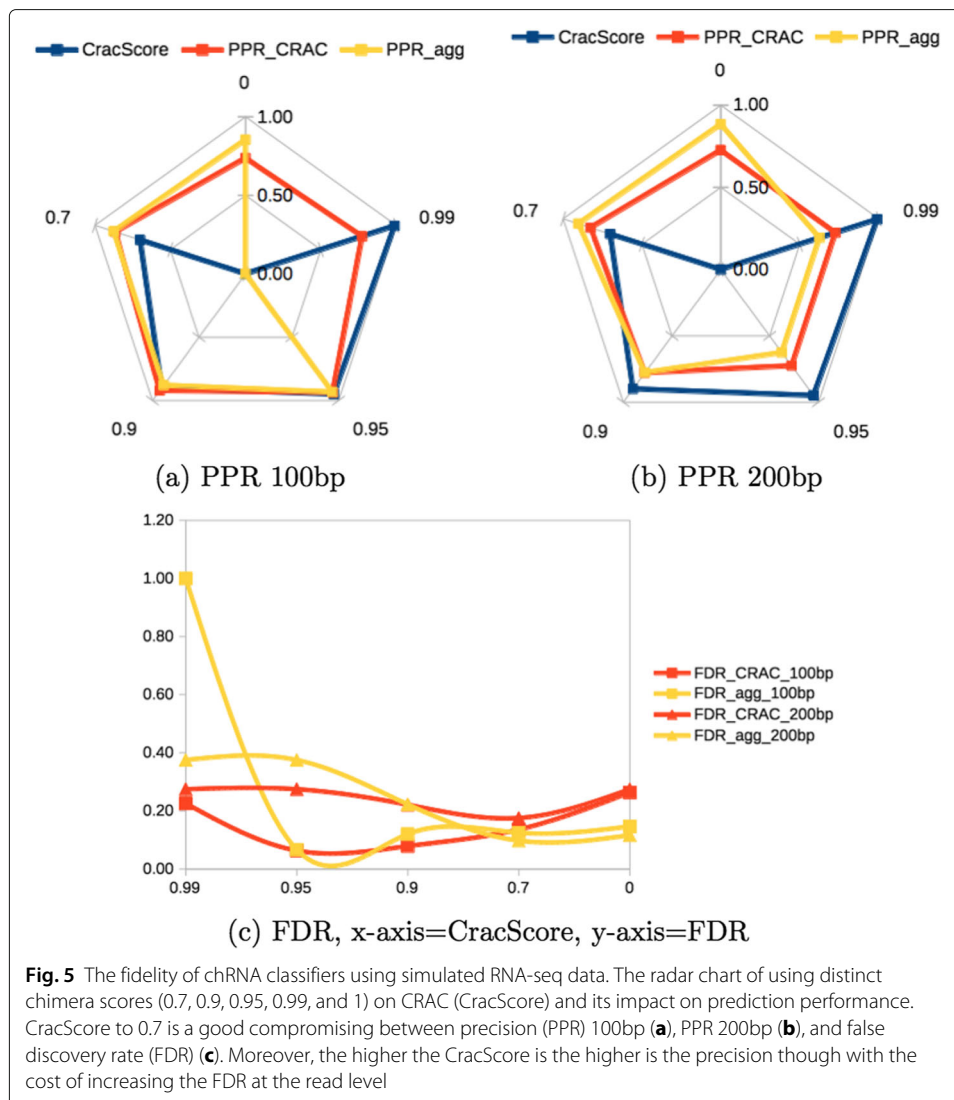 CracScore PPR_CRAC PPR_agg
0
1.00
0.50
0.00
0.99
0.95
0.9
0.7
(a) PPR 100bp
CracScore PPR_CRAC PPR_agg
0
1.00
0.50
0.00
0.99
0.95
0.9
0.7
(b) PPR 200bp
1.20
1.00
0.80
0.60
0.40
0.20
0.00
0.99 0.95 0.9 0.7 0
FDR_CRAC_100bp
FDR_agg_100bp
FDR_CRAC_200bp
FDR_agg_200bp
(c) FDR, x-axis=CracScore, y-axis=FDR
Fig. 5 The fidelity of chRNA classifiers using simulated RNA-seq data. The radar chart of using distinct
chimera scores (0.7, 0.9, 0.95, 0.99, and 1) on CRAC (CracScore) and its impact on prediction performance.
CracScore to 0.7 is a good compromising between precision (PPR) 100bp (a), PPR 200bp (b), and false
discovery rate (FDR) (c). Moreover, the higher the CracScore is the higher is the precision though with the
cost of increasing the FDR at the read level